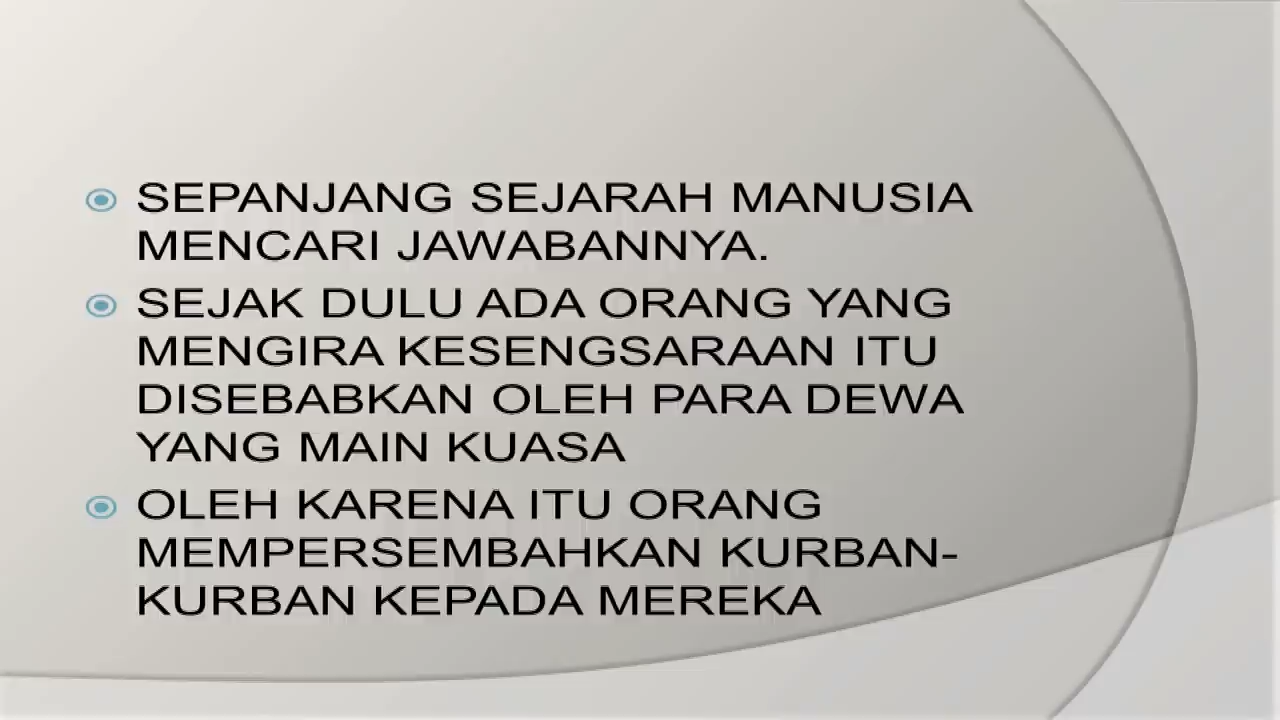 SEPANJANG SEJARAH MANUSIA
MENCARI JAWABANNYA.
SEJAK DULU ADA ORANG YANG
MENGIRA KESENGSARAAN ITU
DISEBABKAN OLEH PARA DEWA
YANG MAIN KUASA
OLEH KARENA ITU ORANG
MEMPERSEMBAHKAN KURBAN-
KURBAN KEPADA MEREKA